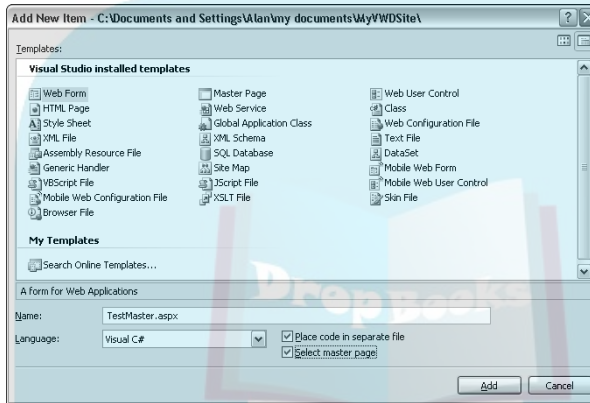 Add New Item - C:\Documents and Settings\Alan\my documents\MyVWDSite\
Templates:
Visual Studio installed templates
Web Form
Master Page
Web User Control
HTML Page
Web Service
Class
Style Sheet
Global Application Class
Web Configuration File
XML File
XML Schema
Text File
Assembly Resource File
SQL Database
DataSet
Generic Handler
Site Map
Mobile Web Form
VBScript File
JScript File
Mobile Web User Control
Mobile Web Configuration File
XSLT File
Skin File
Browser File
My Templates
Search Online Templates...
A form for Web Applications
Name: TestMaster.aspx
Language: Visual C# Place code in separate file
Select master page
Add Cancel
DropBooks